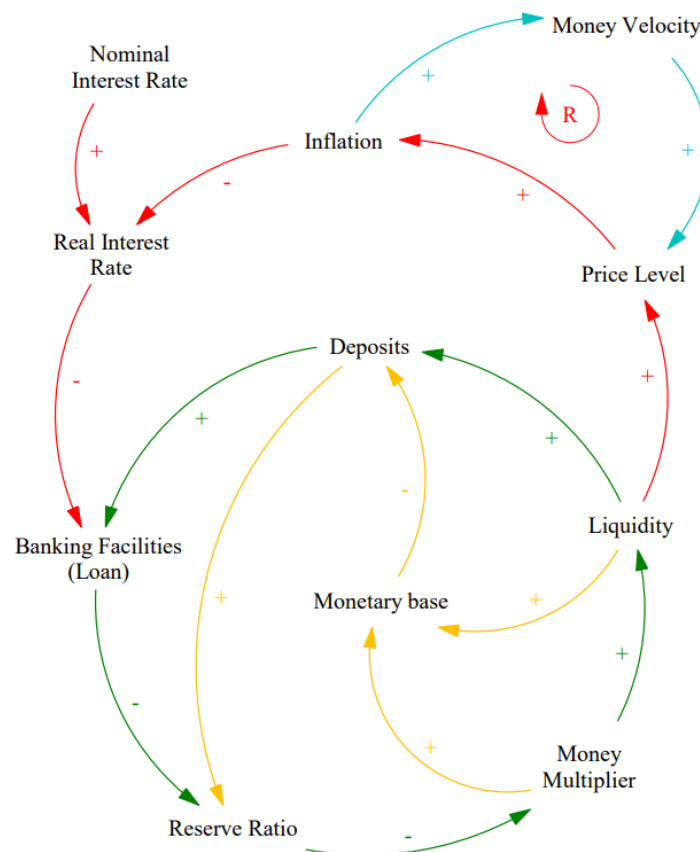 Money Velocity
Nominal
Interest Rate
+
R
+
+
Inflation
-
+
Real Interest
Rate
Price Level
Deposits
-
+
+
+
-
Liquidity
Banking Facilities
(Loan)
+
Monetary base
+
+
-
+
Money
Multiplier
Reserve Ratio
-